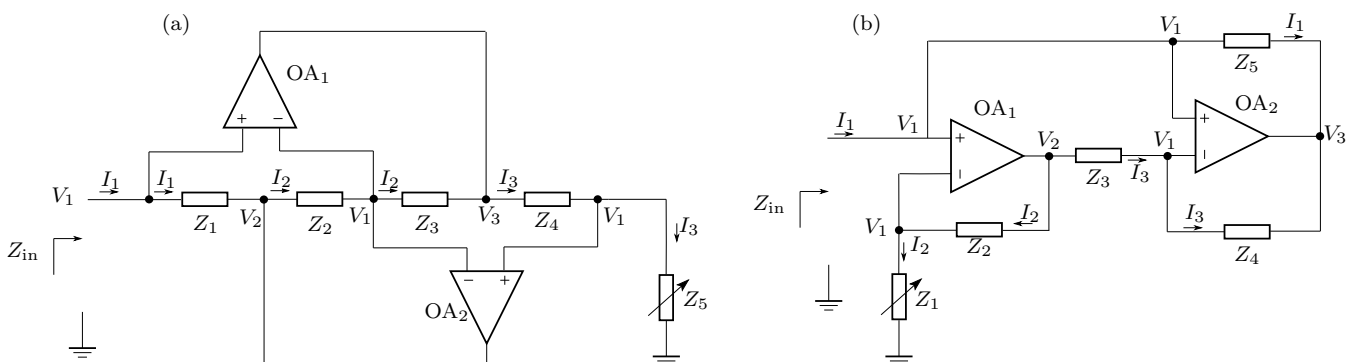 (a)
OA₁
+ −
V₁ I₁ I₁ Z₁ V₂ I₂ Z₂ V₁ I₂ Z₃ V₃ I₃ Z₄ V₁
I₃
Zin
− +
OA₂
Z₅
(b)
V₁ Z₅ I₁
I₁ V₁ + OA₁ V₂ Z₃ I₃ V₁ + OA₂ V₃
−
−
Zin
V₁ I₂ Z₂ I₂
I₃ Z₄
Z₁